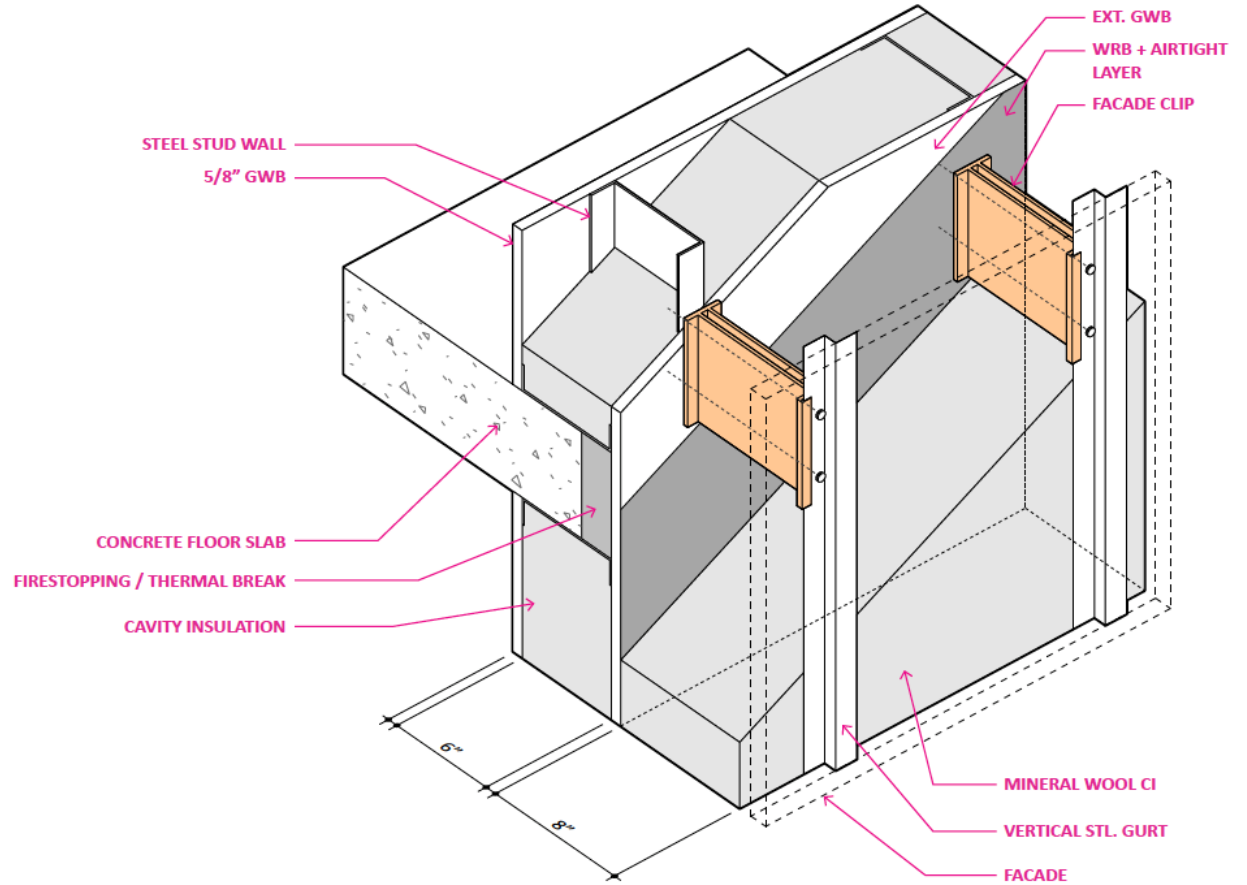 EXT. GWB
WRB + AIRTIGHT
LAYER
FACADE CLIP
STEEL STUD WALL
5/8” GWB
CONCRETE FLOOR SLAB
FIRESTOPPING / THERMAL BREAK
CAVITY INSULATION
6”
8”
MINERAL WOOL CI
VERTICAL STL. GURT
FACADE